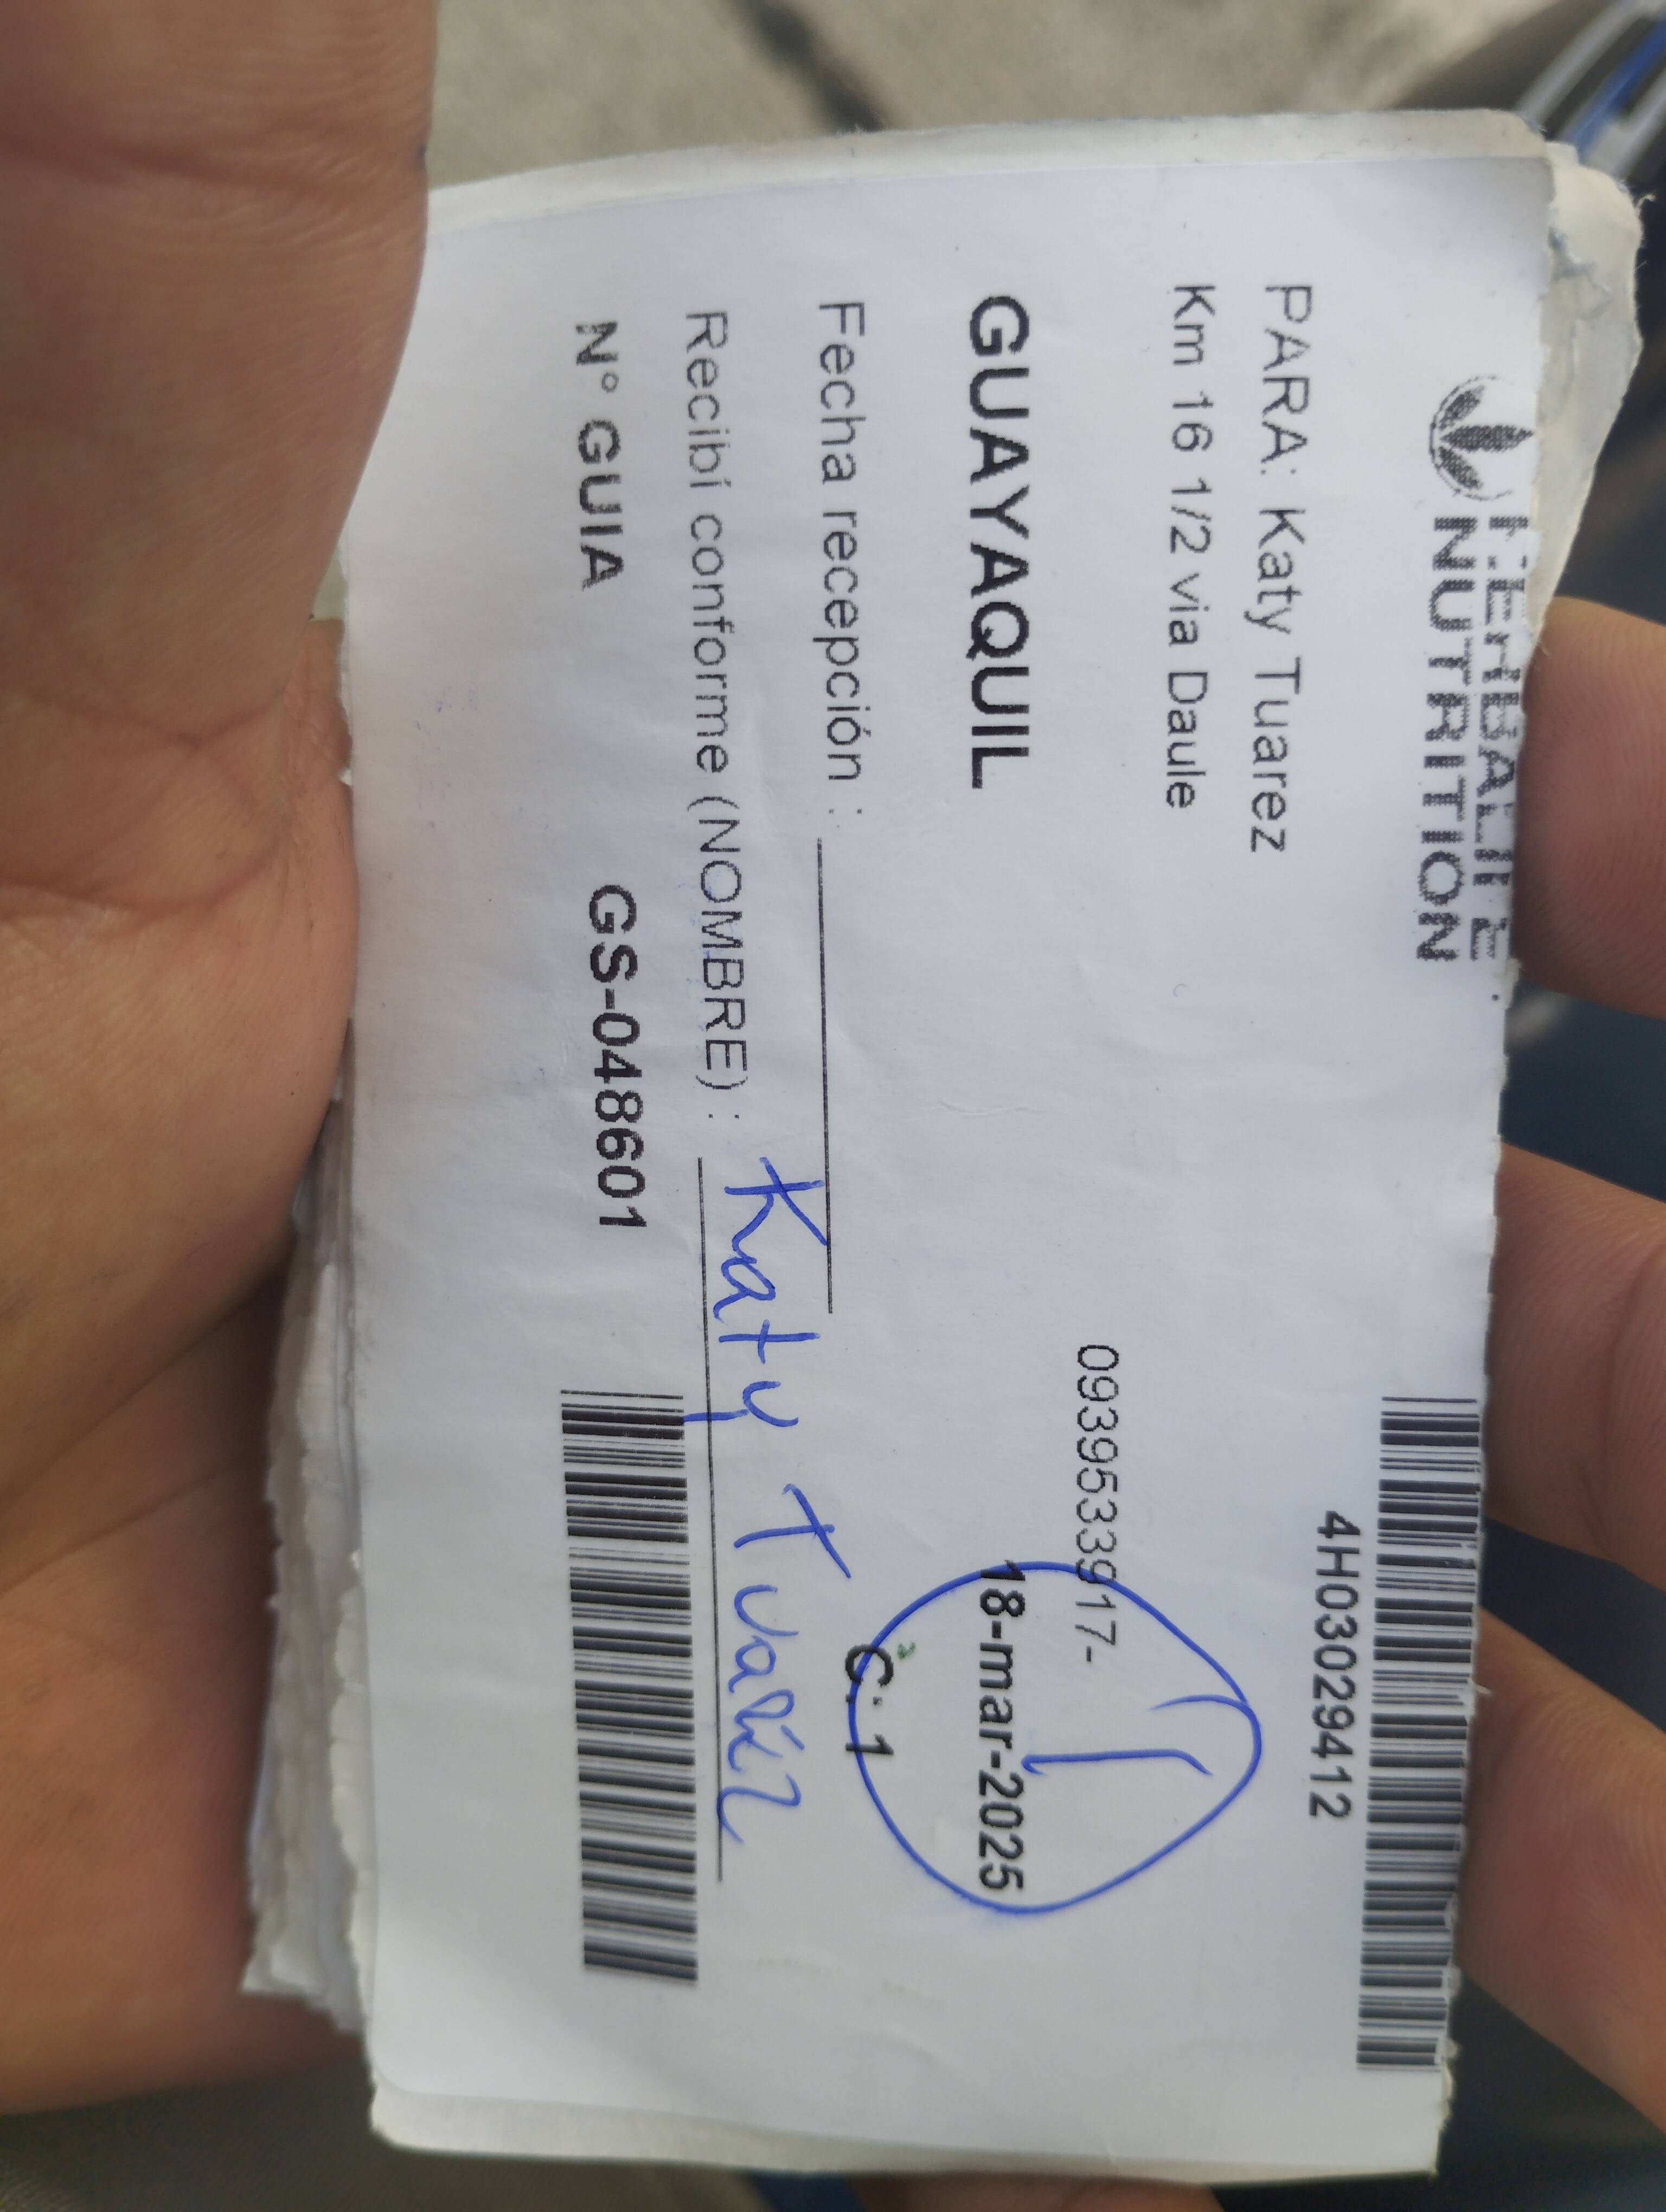 HERBALIFE
NUTRITION
4H03029412
PARA: Katy Tuarez
Km 16 1/2 via Daule
0939533917-
GUAYAQUIL
18-mar-2025
Fecha recepción :
C: 1
Recibí conforme (NOMBRE) : Katy Tuaréz
N° GUIA GS-048601